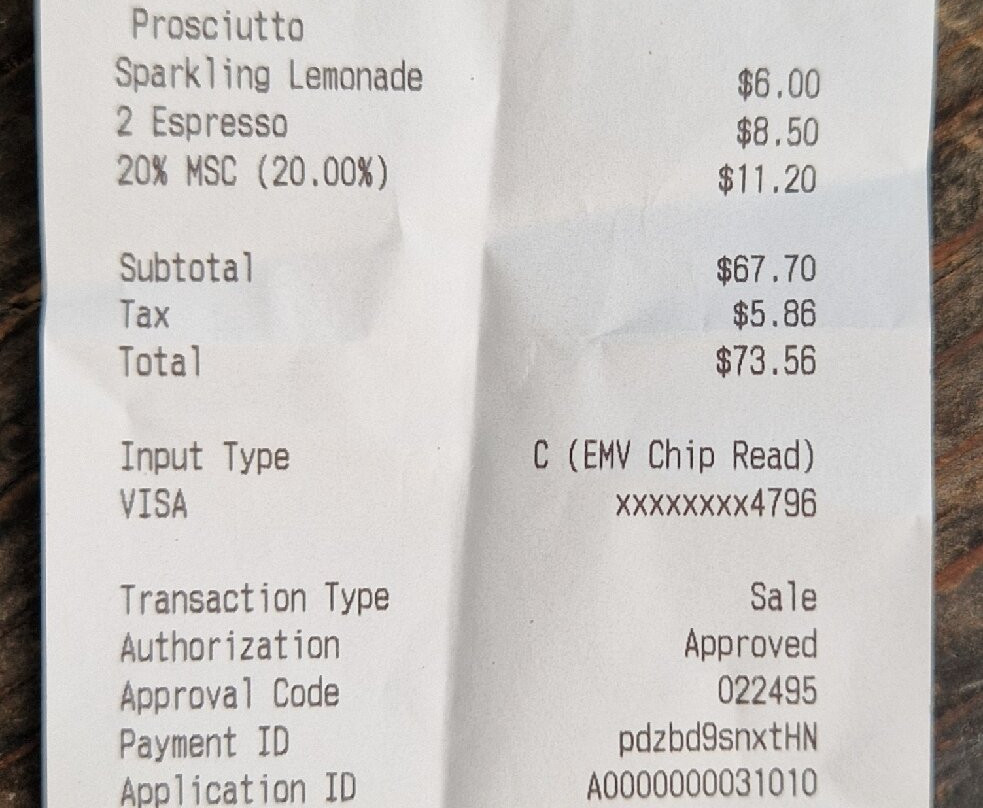 Prosciutto
Sparkling Lemonade $6.00
2 Espresso $8.50
20% MSC (20.00%) $11.20
Subtotal $67.70
Tax $5.86
Total $73.56
Input Type C (EMV Chip Read)
VISA xxxxxxxx4796
Transaction Type Sale
Authorization Approved
Approval Code 022495
Payment ID pdzbd9snxtHN
Application ID A0000000031010